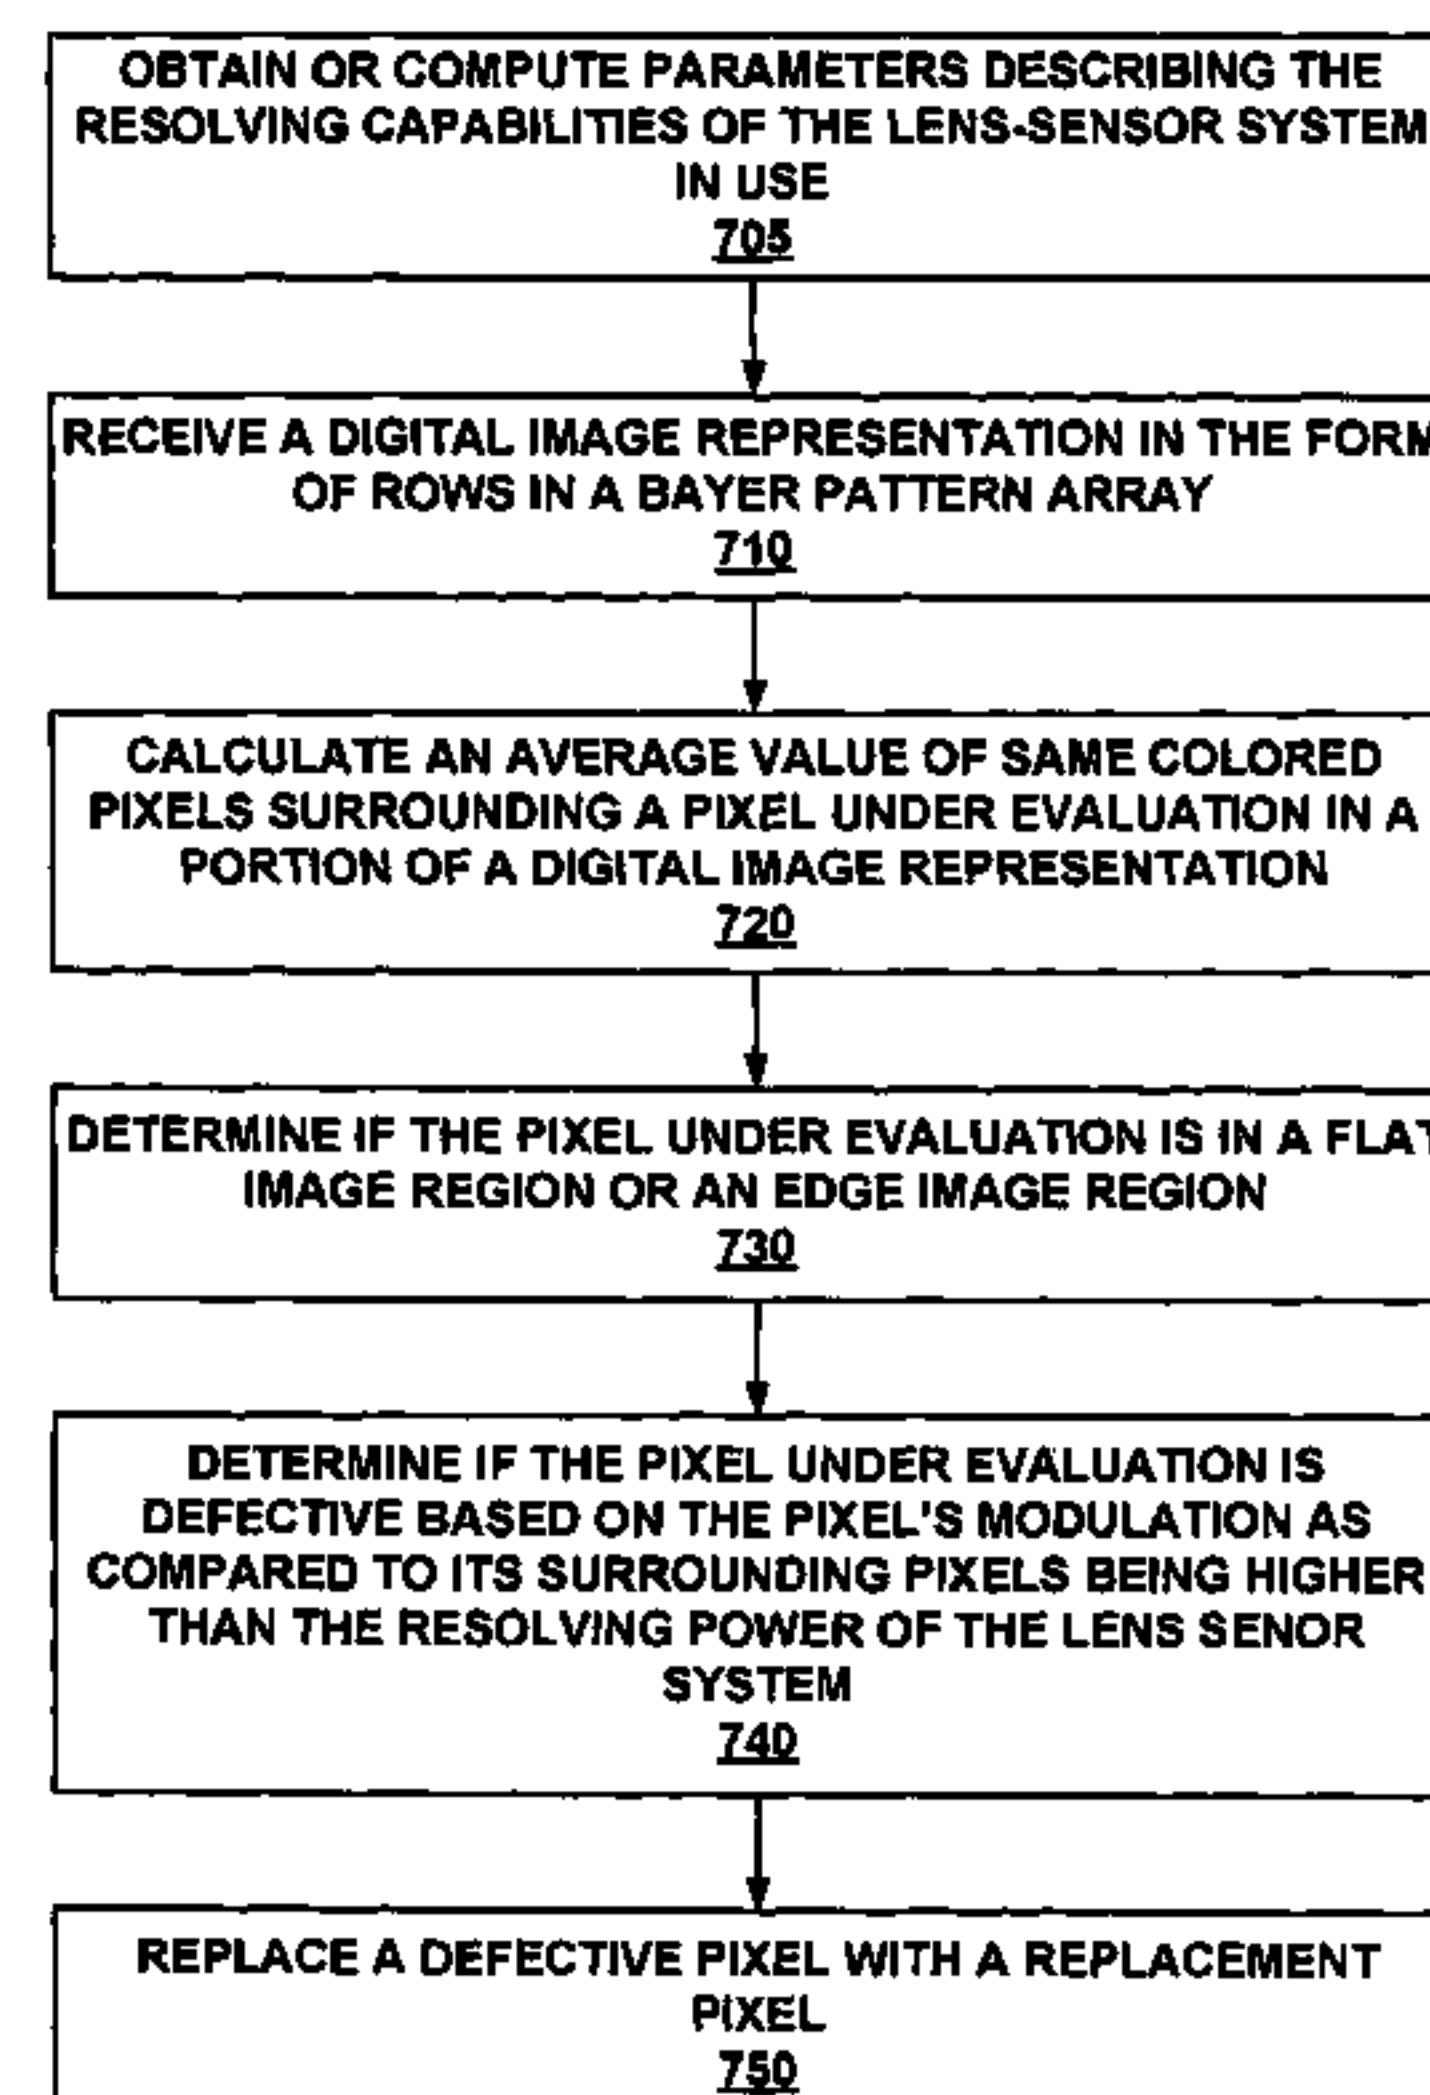 OBTAIN OR COMPUTE PARAMETERS DESCRIBING THE
RESOLVING CAPABILITIES OF THE LENS-SENSOR SYSTEM
IN USE
705
RECEIVE A DIGITAL IMAGE REPRESENTATION IN THE FORM
OF ROWS IN A BAYER PATTERN ARRAY
710
CALCULATE AN AVERAGE VALUE OF SAME COLORED
PIXELS SURROUNDING A PIXEL UNDER EVALUATION IN A
PORTION OF A DIGITAL IMAGE REPRESENTATION
720
DETERMINE IF THE PIXEL UNDER EVALUATION IS IN A FLAT
IMAGE REGION OR AN EDGE IMAGE REGION
730
DETERMINE IF THE PIXEL UNDER EVALUATION IS
DEFECTIVE BASED ON THE PIXEL'S MODULATION AS
COMPARED TO ITS SURROUNDING PIXELS BEING HIGHER
THAN THE RESOLVING POWER OF THE LENS SENOR
SYSTEM
740
REPLACE A DEFECTIVE PIXEL WITH A REPLACEMENT
PIXEL
750